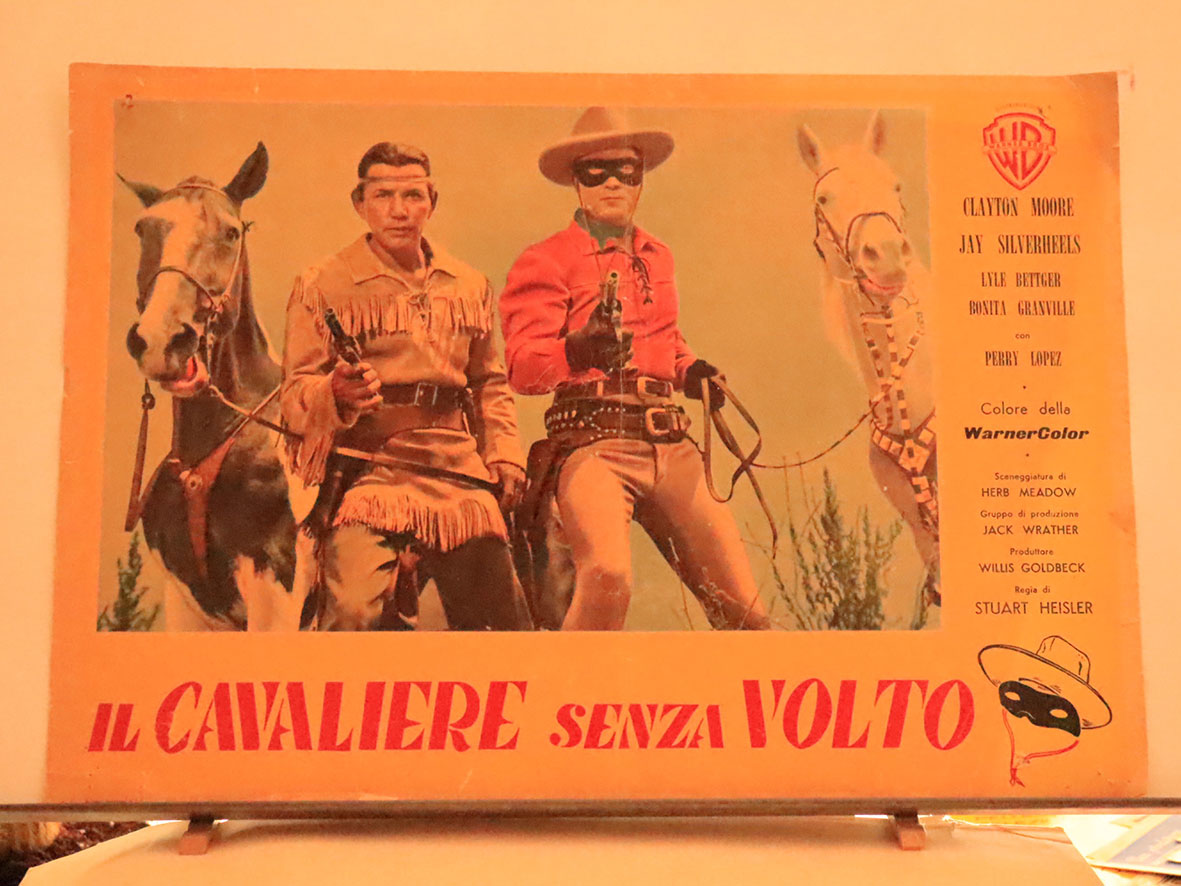 CLAYTON MOORE
JAY SILVERHEELS
LYLE BETTGER
BONITA GRANVILLE
con
PERRY LOPEZ
Colore della
WarnerColor
Sceneggiatura di
HERB MEADOW
Gruppo di produzione
JACK WRATHER
Produttore
WILLIS GOLDBECK
Regia di
STUART HEISLER
IL CAVALIERE SENZA VOLTO